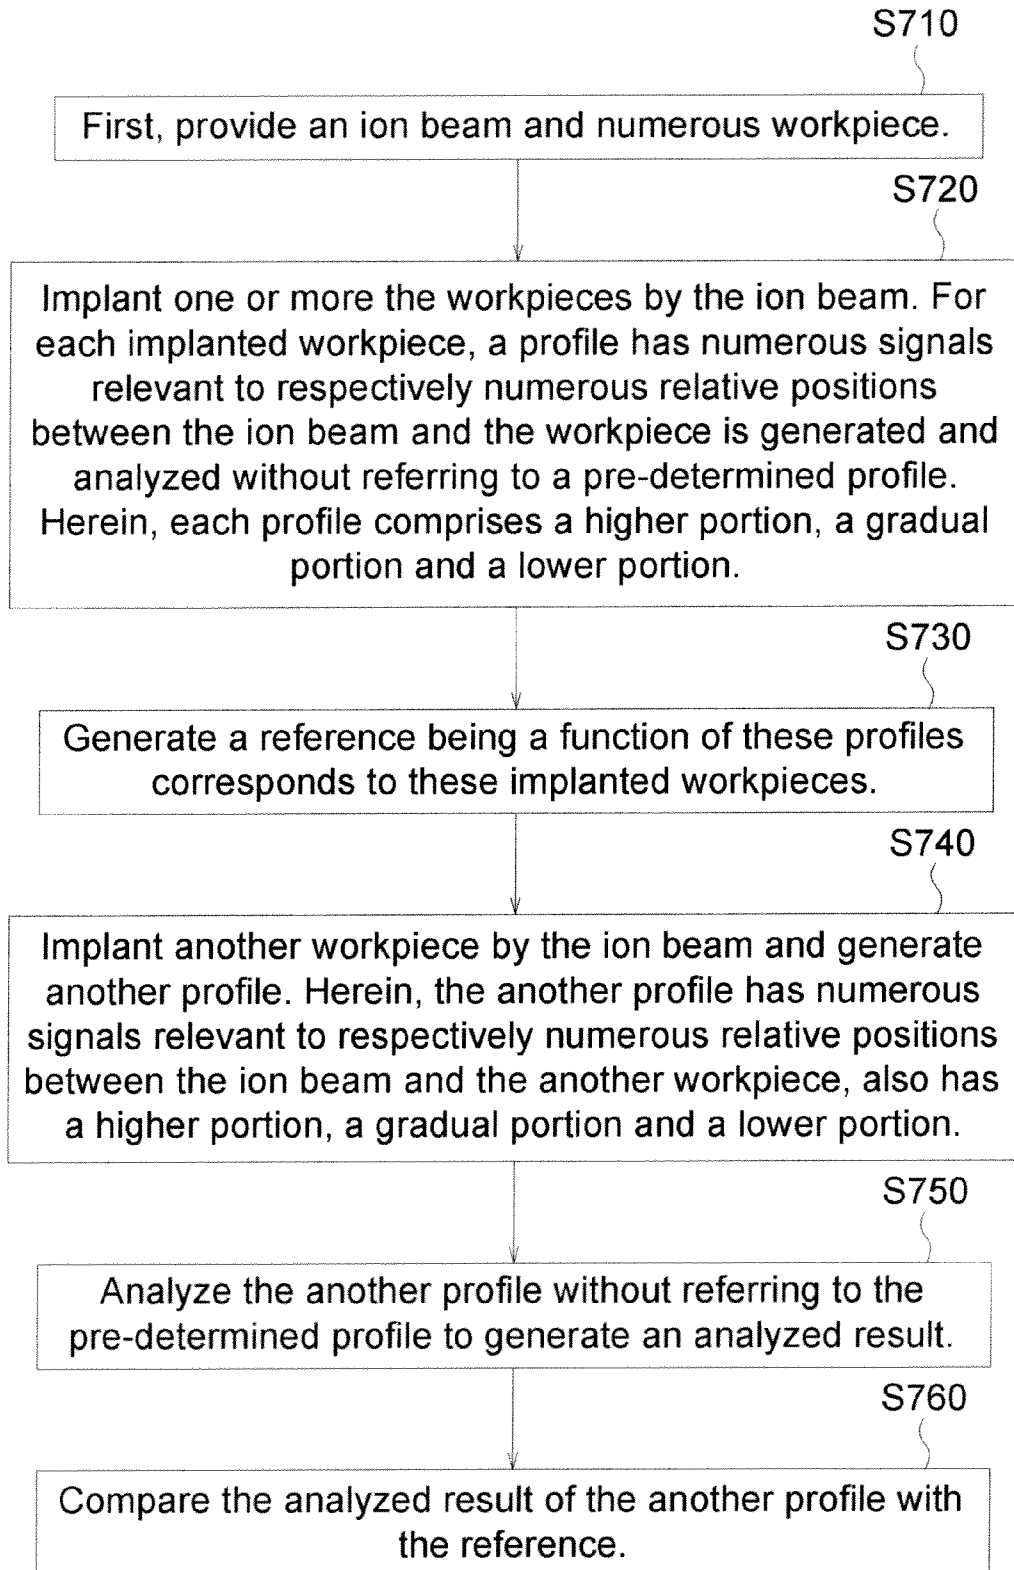 S710
First, provide an ion beam and numerous workpiece.
S720
Implant one or more the workpieces by the ion beam. For
each implanted workpiece, a profile has numerous signals
relevant to respectively numerous relative positions
between the ion beam and the workpiece is generated and
analyzed without referring to a pre-determined profile.
Herein, each profile comprises a higher portion, a gradual
portion and a lower portion.
S730
Generate a reference being a function of these profiles
corresponds to these implanted workpieces.
S740
Implant another workpiece by the ion beam and generate
another profile. Herein, the another profile has numerous
signals relevant to respectively numerous relative positions
between the ion beam and the another workpiece, also has
a higher portion, a gradual portion and a lower portion.
S750
Analyze the another profile without referring to the
pre-determined profile to generate an analyzed result.
S760
Compare the analyzed result of the another profile with
the reference.